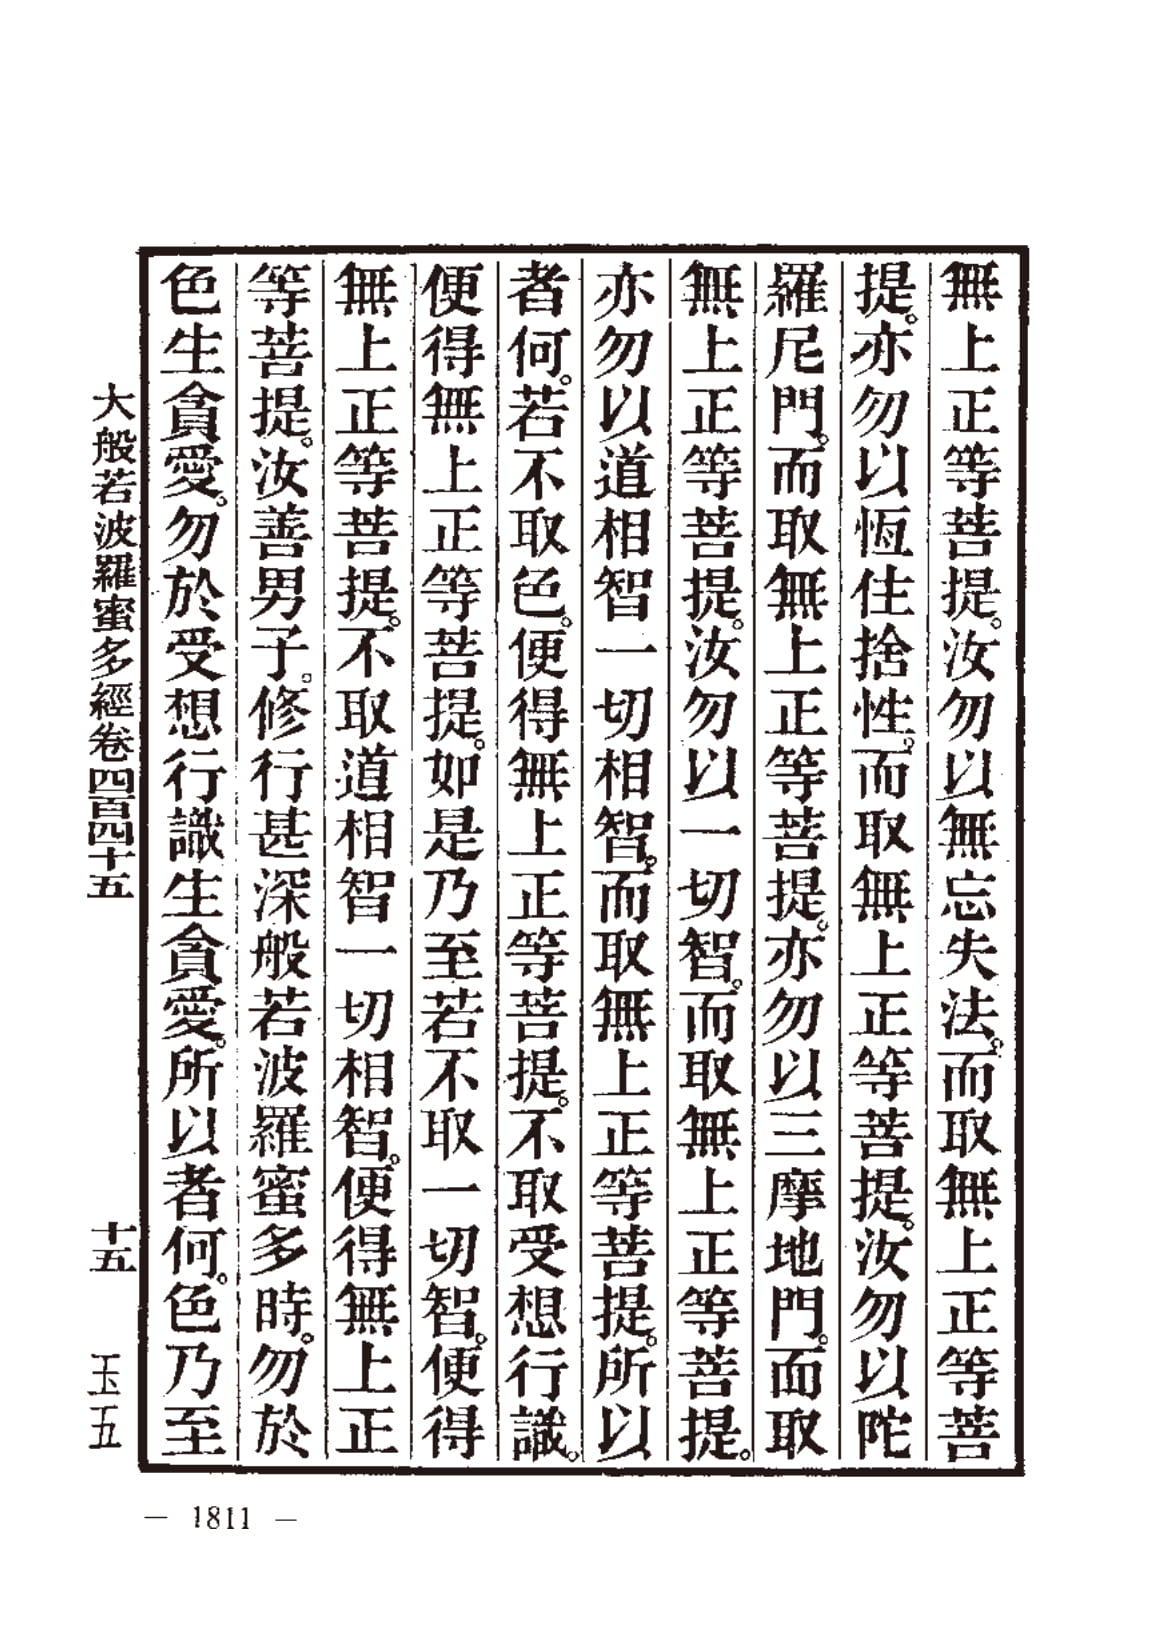 無上正等菩提。汝勿以無忘失法。而取無上正等菩
提。亦勿以恆住捨性。而取無上正等菩提。汝勿以陀
羅尼門。而取無上正等菩提。亦勿以三摩地門。而取
無上正等菩提。汝勿以一切智。而取無上正等菩提。
亦勿以道相智一切相智。而取無上正等菩提。所以
者何。若不取色。便得無上正等菩提。不取受想行識。
便得無上正等菩提。如是乃至若不取一切智。便得
無上正等菩提。不取道相智一切相智。便得無上正
等菩提。汝善男子。修行甚深般若波羅蜜多時。勿於
色生貪愛。勿於受想行識生貪愛。所以者何。色乃至
大般若波羅蜜多經卷四百四十五 十五 玉五
— 1811 —